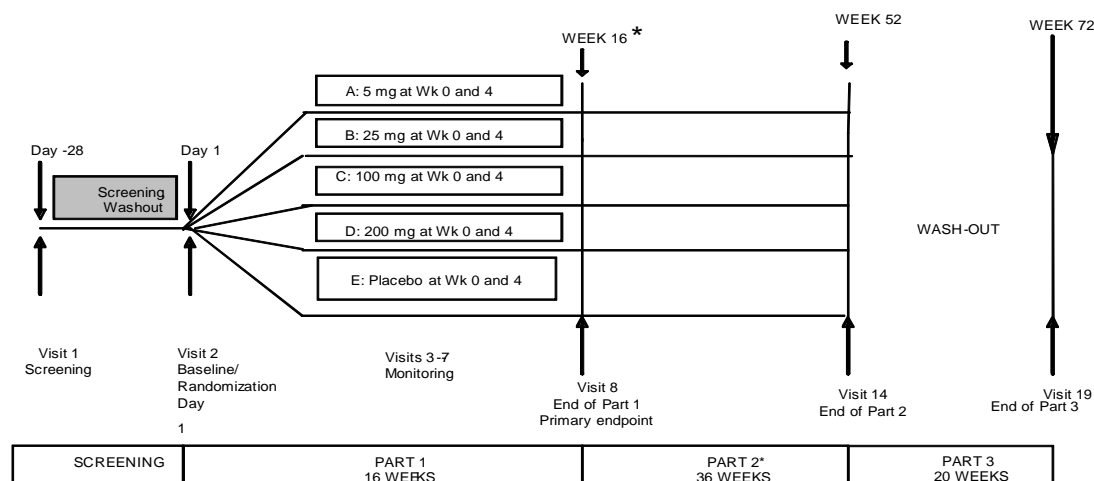 WEEK 16 *
WEEK 52
WEEK 72
A: 5 mg at Wk 0 and 4
B: 25 mg at Wk 0 and 4
Day -28
Day 1
C: 100 mg at Wk 0 and 4
Screening
Washout
D: 200 mg at Wk 0 and 4
WASH-OUT
E: Placebo at Wk 0 and 4
Visit 1
Screening
Visit 2
Baseline/
Randomization
Day
1
Visits 3-7
Monitoring
Visit 8
End of Part 1
Primary endpoint
Visit 14
End of Part 2
Visit 19
End of Part 3
SCREENING
PART 1
16 WEEKS
PART 2*
36 WEEKS
PART 3
20 WEEKS